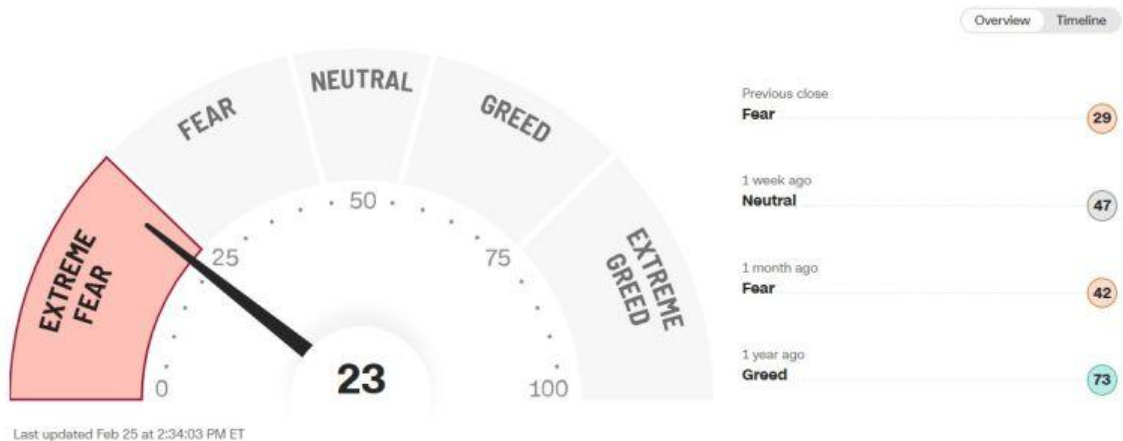 Overview Timeline
NEUTRAL
FEAR
GREED
EXTREME
FEAR
EXTREME
GREED
50
25
75
0
100
23
Previous close
Fear
29
1 week ago
Neutral
47
1 month ago
Fear
42
1 year ago
Greed
73
Last updated Feb 25 at 2:34:03 PM ET